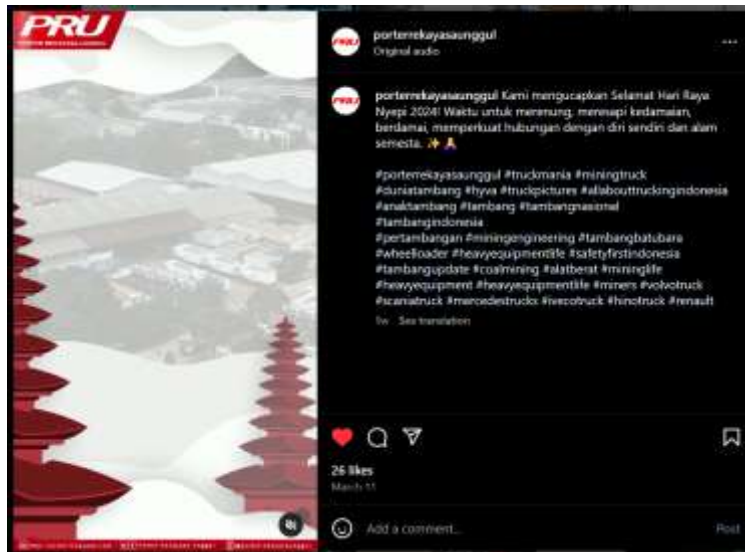 PRU
porterrekayasaunggul
Original audio
porterrekayasaunggul Kami mengucapkan Selamat Hari Raya
Nyepi 2024! Waktu untuk merenung, meresapi kedamaian,
berdamai, memperkuat hubungan dengan diri sendiri dan alam
semesta.
#porterrekayasaunggul #truckmania #miningtruck
#duniatambang #hyva #truckpictures #allabouttruckingindonesia
#anaktambang #tambang #tambangnasional
#tambangindonesia
#pertambangan #miningengineering #tambangbatubara
#wheelloader #heavyequipmentlife #safetyfirstindonesia
#tambangupdate #coalmining #alatberat #mininglife
#heavyequipment #heavyequipmentlife #miners #volvotruck
#scaniatruck #mercedestrucks #ivecotruck #hinotruck #renault
See translation
26 likes
March 11
Add a comment...
Post